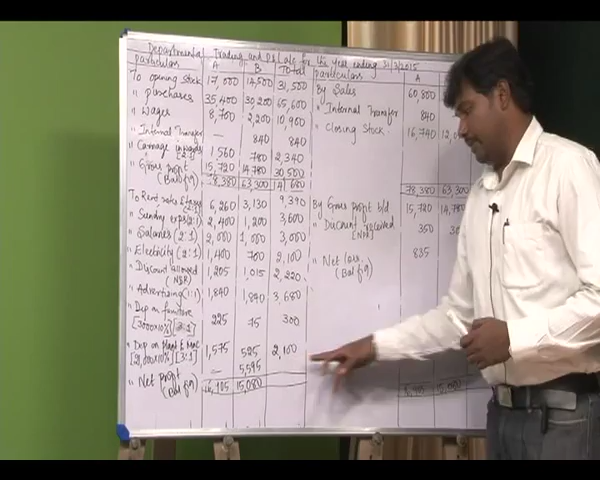 Departmental Trading and P&L a/c for the year ending 31/3/2015
particulars A B Total particulars A
To opening stock 17,000 14,500 31,500 By Sales 60,800
" purchases 35,400 30,200 65,600 " Internal Transfer 840
" Wages 8,700 2,200 10,900 " Closing Stock 16,740
" Internal Transfer — 840 840
" Carriage inwards [2:1] 1,560 780 2,340
" Gross profit (Bal fig) 15,720 14,780 30,500
78,380 63,300 141,680 78,380 63,300
To Rent rates & taxes 6,260 3,130 9,390 By Gross profit b/d 15,720
" Sundry exps (2:1) 2,400 1,200 3,600 " Discount received [NSR] 350
" Salaries (2:1) 2,000 1,000 3,000
" Electricity (2:1) 1,400 700 2,100 " Net loss (Bal fig) 835
" Discount allowed (NSR) 1,205 1,015 2,220
" Advertising (1:1) 1,840 1,840 3,680
" Dep on furniture
[3000x10%] [3:1] 225 75 300
" Dep on plant & Mac
[21,000x10%] [3:1] 1,575 525 2,100
" Net profit (Bal fig) — 5,595
15,080